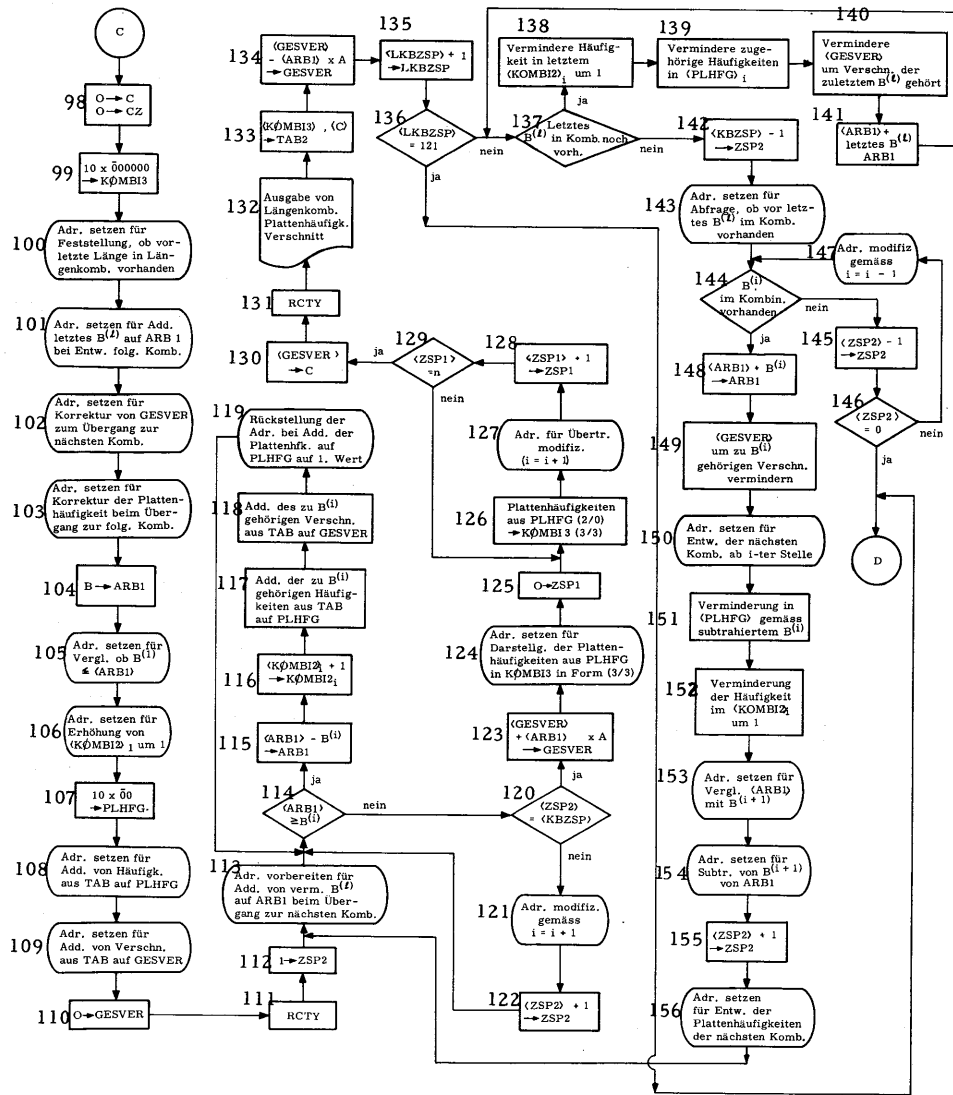 C
98
O→C
O→CZ
99
10 x ō000000
→KØMBI3
100
Adr. setzen für
Feststellung, ob vor-
letzte Länge in Län-
genkomb. vorhanden
101
Adr. setzen für Add.
letztes B(ℓ) auf ARB 1
bei Entw. folg. Komb.
102
Adr. setzen für
Korrektur von GESVER
zum Übergang zur
nächsten Komb.
103
Adr. setzen für
Korrektur der Platten-
häufigkeit beim Über-
gang zur folg. Komb.
104
B→ARB1
105
Adr. setzen für
Vergl. ob B(1)
≤ ⟨ARB1⟩
106
Adr. setzen für
Erhöhung von
⟨KØMBI2⟩1 um 1
107
10 x ō0
→PLHFG.
108
Adr. setzen für
Add. von Häufigk.
aus TAB auf PLHFG
109
Adr. setzen für
Add. von Verschn.
aus TAB auf GESVER
110
O→GESVER
111
RCTY
112
1→ZSP2
113
Adr. vorbereiten für
Add. von verm. B(ℓ)
auf ARB1 beim Über-
gang zur nächsten Komb.
114
⟨ARB1⟩
≥B(i)
ja
nein
115
⟨ARB1⟩ - B(i)
→ARB1
116
⟨KØMBI2⟩i + 1
→KØMBI2i
117
Add. der zu B(i)
gehörigen Häufig-
keiten aus TAB
auf PLHFG
118
Add. des zu B(i)
gehörigen Verschn.
aus TAB auf GESVER
119
Rückstellung der
Adr. bei Add. der
Plattenhfk. auf
PLHFG auf 1. Wert
120
⟨ZSP2⟩
= ⟨KBZSP⟩
ja
nein
121
Adr. modifiz.
gemäss
i = i + 1
122
⟨ZSP2⟩ + 1
→ZSP2
123
⟨GESVER⟩
+⟨ARB1⟩ x A
→GESVER
124
Adr. setzen für
Darstellg. der Platten-
häufigkeiten aus PLHFG
in KØMBI3 in Form (3/3)
125
O→ZSP1
126
Plattenhäufigkeiten
aus PLHFG (2/0)
→KØMBI 3 (3/3)
127
Adr. für Übertr.
modifiz.
(i = i + 1)
128
⟨ZSP1⟩ + 1
→ZSP1
129
⟨ZSP1⟩
=n
ja
nein
130
⟨GESVER ⟩
→C
131
RCTY
132
Ausgabe von
Längenkomb.
Plattenhäufigk.
Verschnitt
133
⟨KØMBI3⟩ , ⟨C⟩
→TAB2
134
⟨GESVER⟩
- ⟨ARB1⟩ x A
→GESVER
135
⟨LKBZSP⟩ + 1
→LKBZSP
136
⟨LKBZSP⟩
= 121
nein
ja
137
Letztes
B(ℓ)
in Komb. noch
vorh.
ja
nein
138
Vermindere Häufig-
keit in letztem
⟨KOMBI2⟩i um 1
139
Vermindere zuge-
hörige Häufigkeiten
in ⟨PLHFG⟩i
140
Vermindere
⟨GESVER⟩
um Verschn. der
zuletztem B(ℓ) gehört
141
⟨ARB1⟩ +
letztes B(ℓ)
ARB1
142
⟨KBZSP⟩ - 1
→ZSP2
143
Adr. setzen für
Abfrage, ob vor letz-
tes B(ℓ) im Komb.
vorhanden
144
B(i)
im Kombin.
vorhanden
ja
nein
145
⟨ZSP2⟩ - 1
→ZSP2
146
⟨ZSP2⟩
= 0
nein
ja
147
Adr. modifiz
gemäss
i = i - 1
148
⟨ARB1⟩ + B(i)
→ARB1
149
⟨GESVER⟩
um zu B(i)
gehörigen Verschn.
vermindern
150
Adr. setzen für
Entw. der nächsten
Komb. ab i-ter Stelle
151
Verminderung in
⟨PLHFG⟩ gemäss
subtrahiertem B(i)
152
Verminderung
der Häufigkeit
im ⟨KOMBI2⟩i
um 1
153
Adr. setzen für
Vergl. ⟨ARB1⟩
mit B(i+1)
154
Adr. setzen für
Subtr. von B(i+1)
von ARB1
155
⟨ZSP2⟩ + 1
→ZSP2
156
Adr. setzen
für Entw. der
Plattenhäufigkeiten
der nächsten Komb.
D